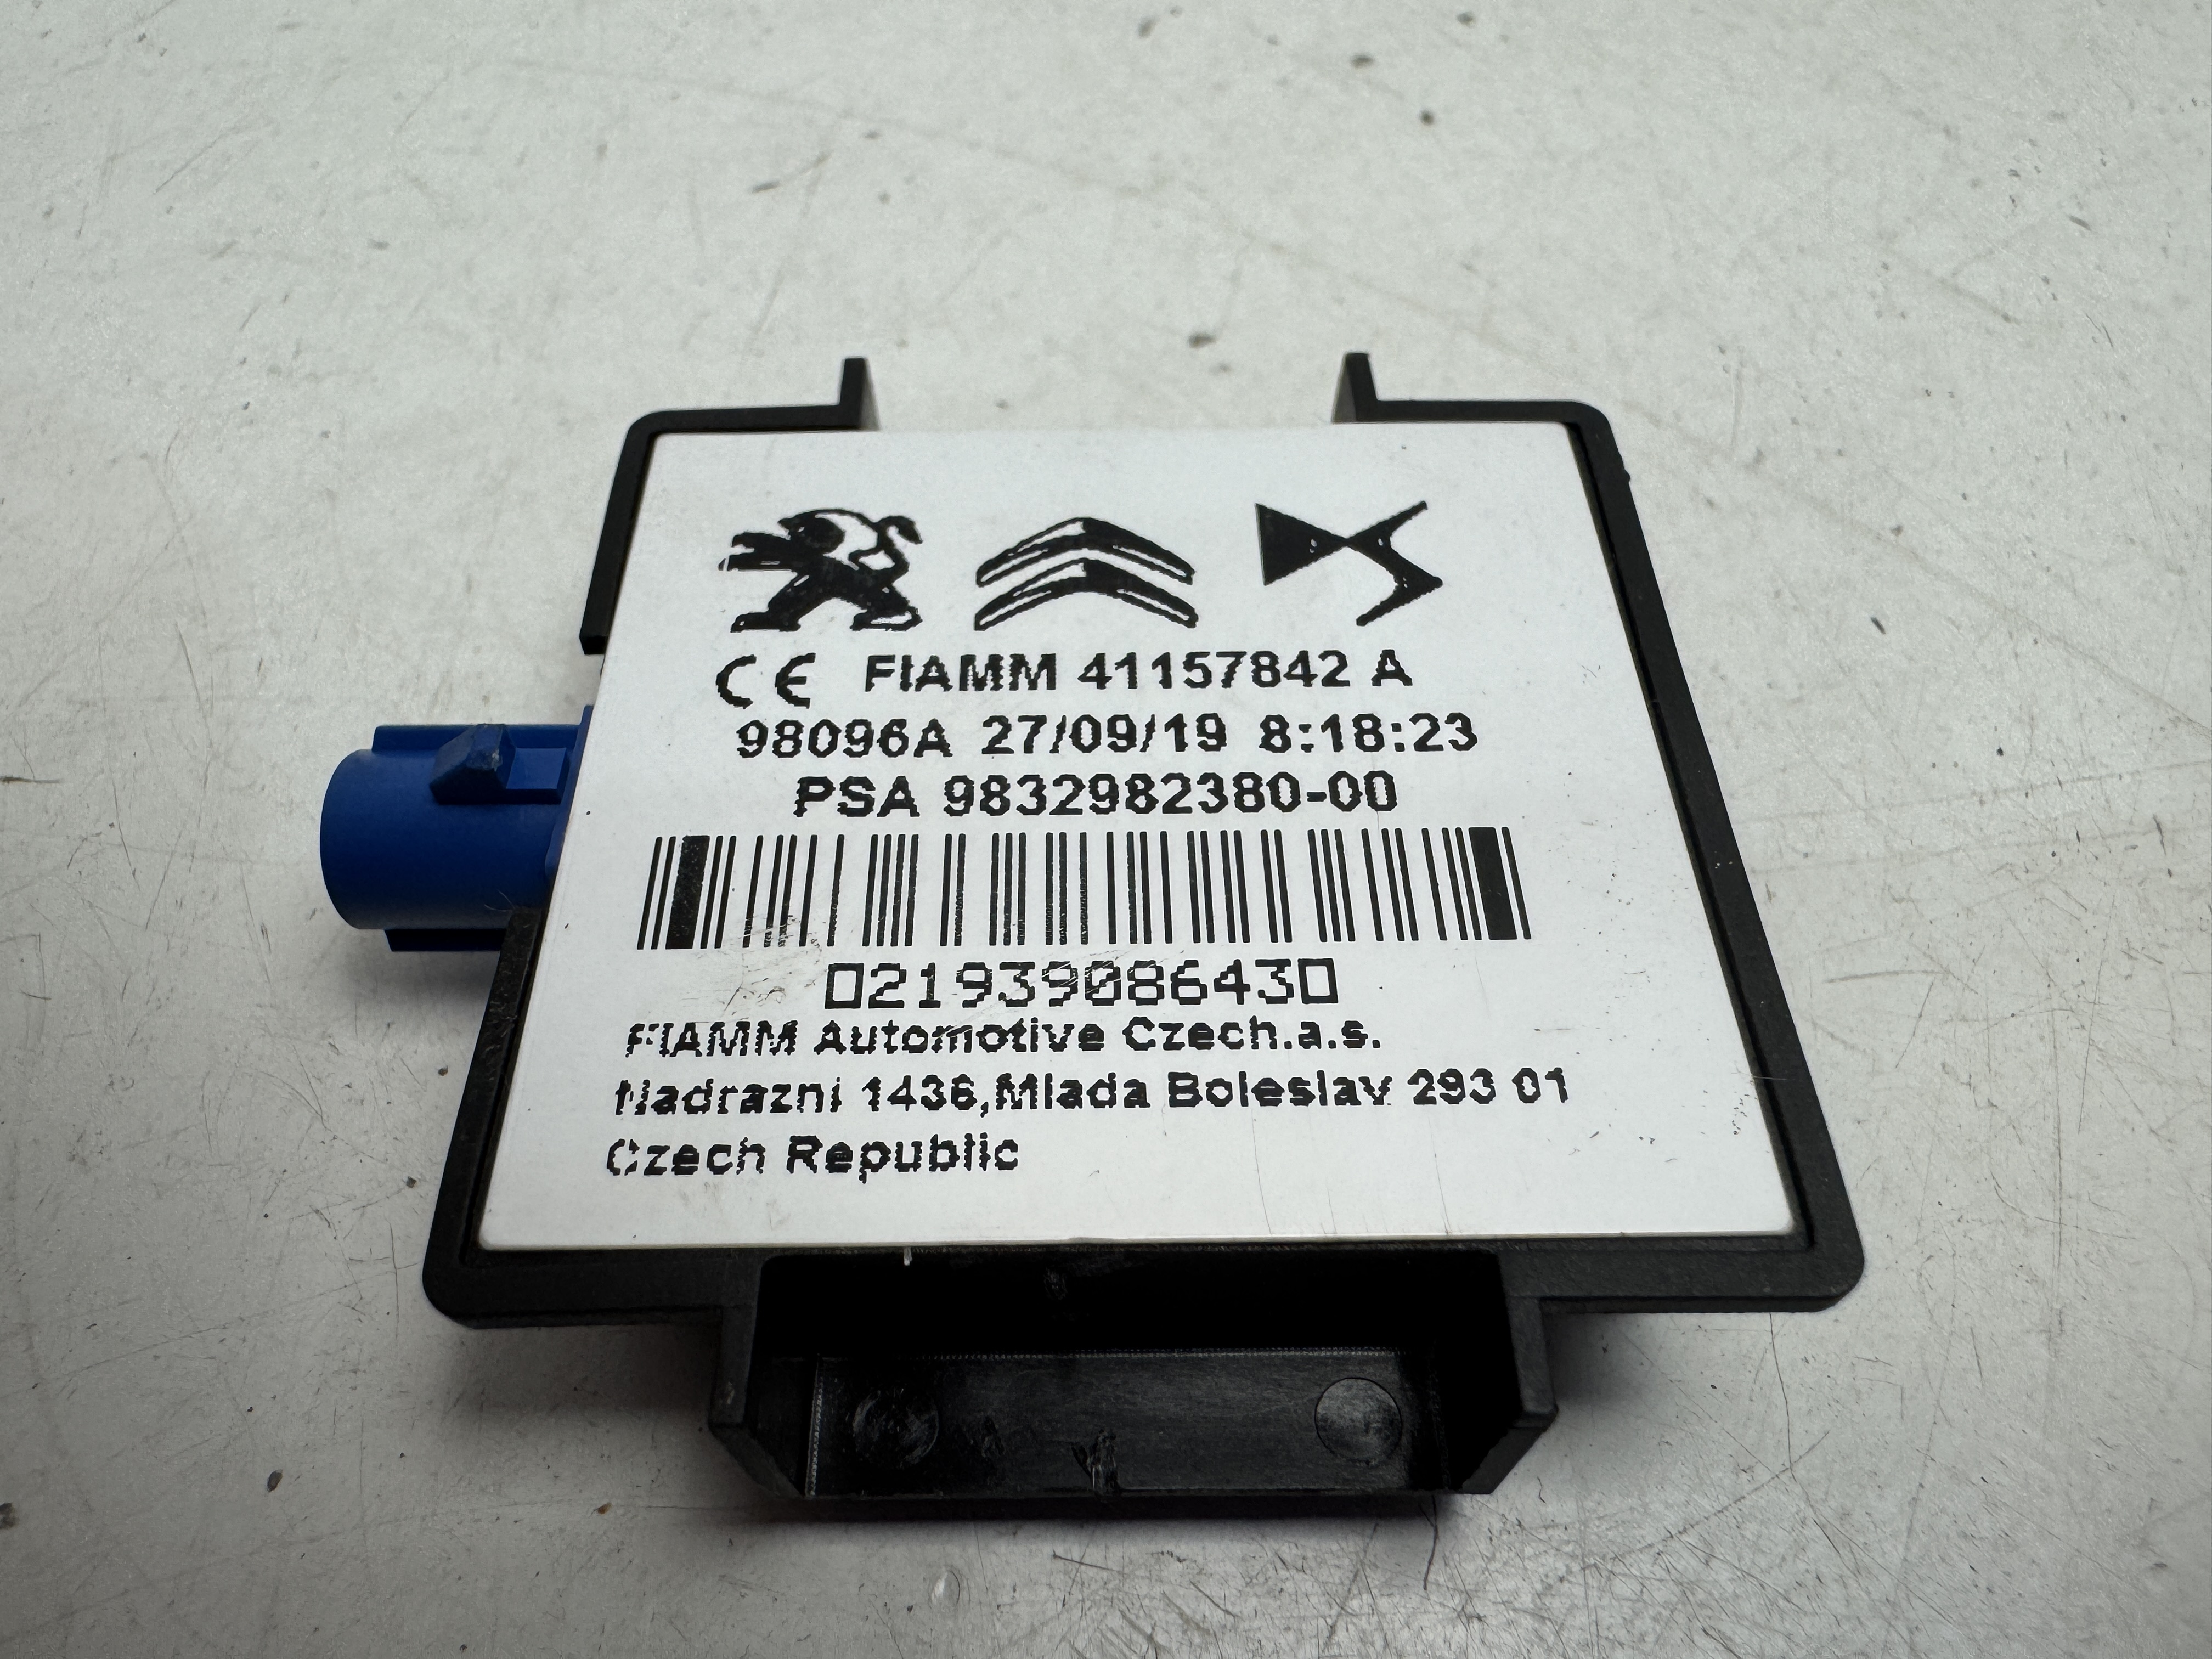 CE FIAMM 41157842 A
98096A 27/09/19 8:18:23
PSA 9832982380-00
021939086430
FIAMM Automotive Czech.a.s.
Nadrazni 1436,Mlada Boleslav 293 01
Czech Republic